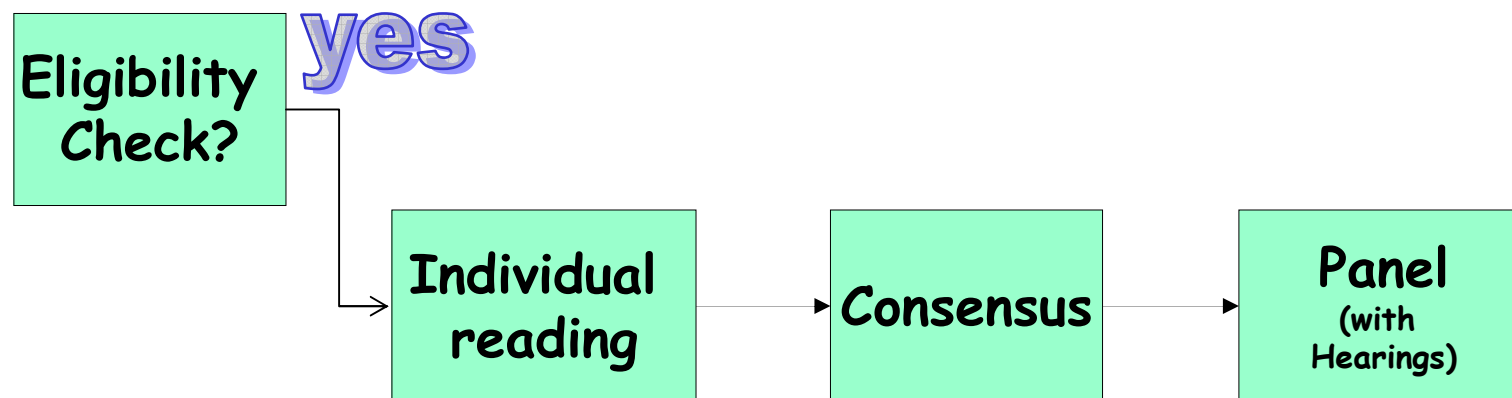 Eligibility
Check?
yes
Individual
reading
Consensus
Panel
(with
Hearings)